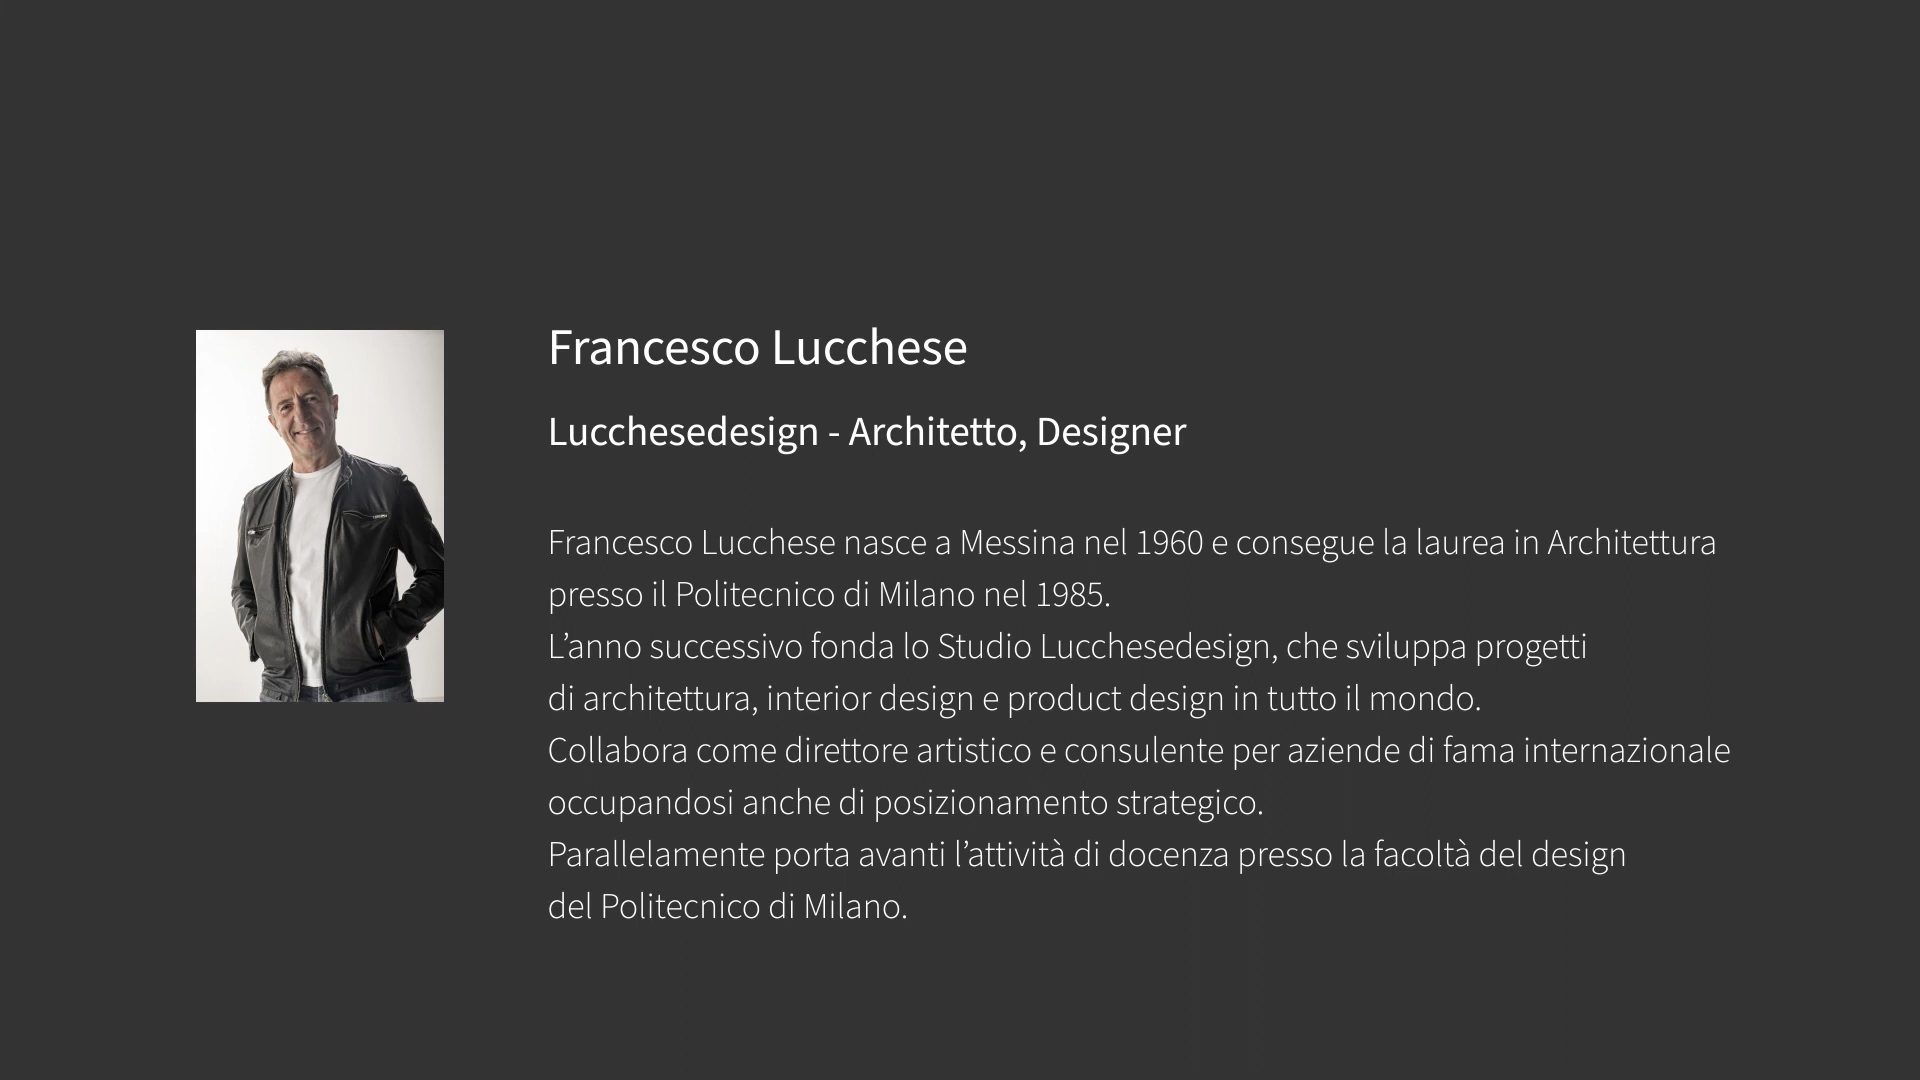 Francesco Lucchese
Lucchesedesign - Architetto, Designer
Francesco Lucchese nasce a Messina nel 1960 e consegue la laurea in Architettura
presso il Politecnico di Milano nel 1985.
L’anno successivo fonda lo Studio Lucchesedesign, che sviluppa progetti
di architettura, interior design e product design in tutto il mondo.
Collabora come direttore artistico e consulente per aziende di fama internazionale
occupandosi anche di posizionamento strategico.
Parallelamente porta avanti l’attività di docenza presso la facoltà del design
del Politecnico di Milano.